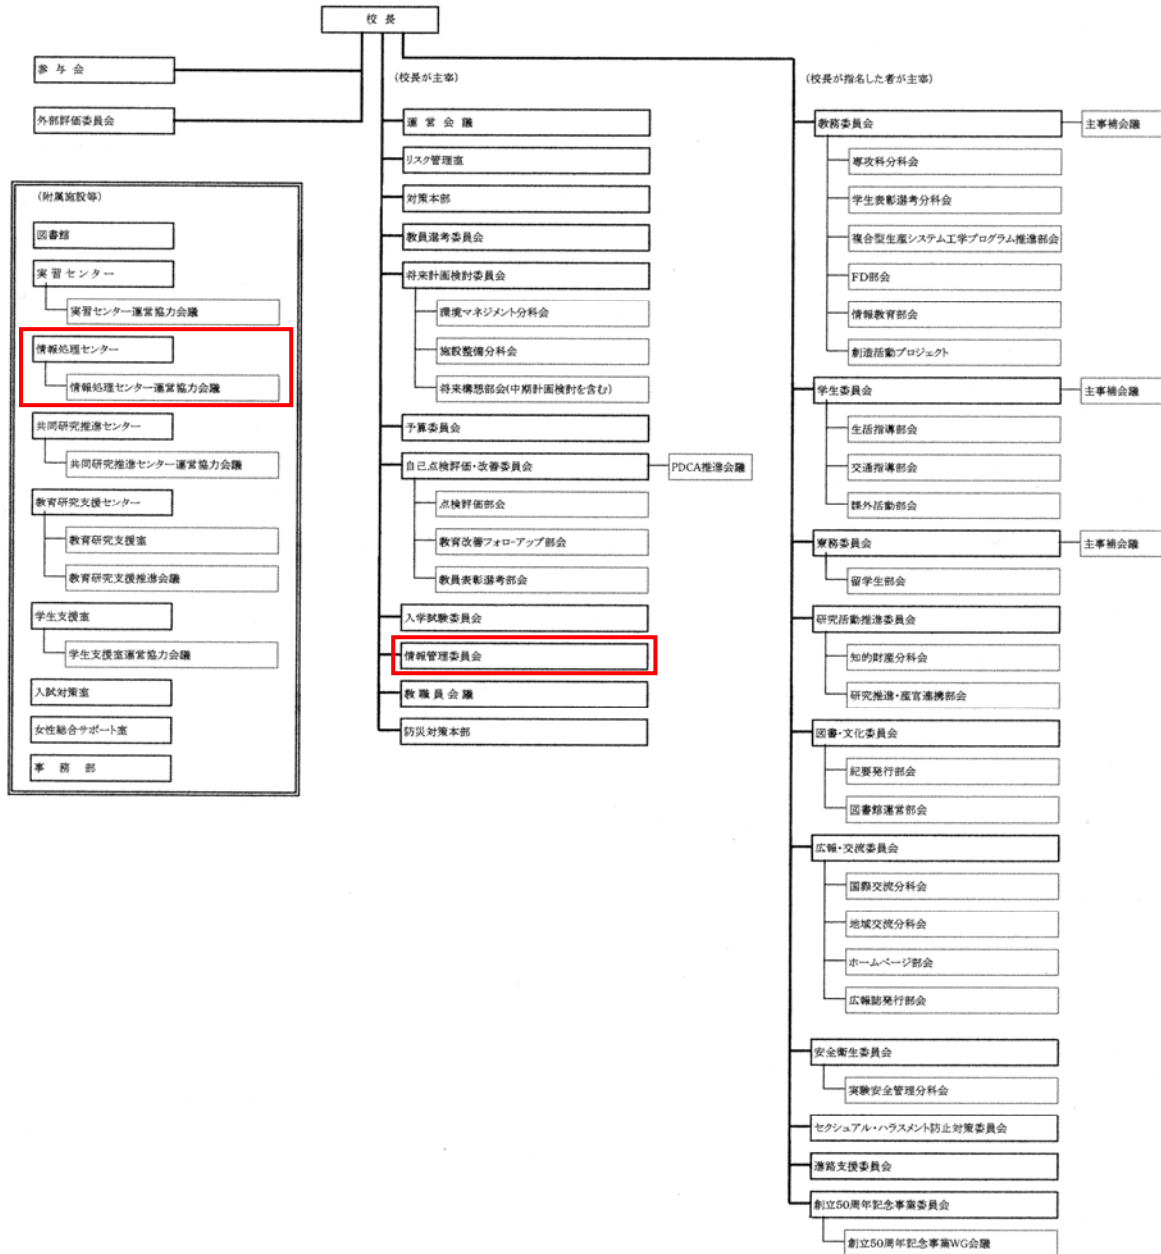 校 長
参 与 会
外部評価委員会
(附属施設等)
図書館
実習センター
実習センター運営協力会議
情報処理センター
情報処理センター運営協力会議
共同研究推進センター
共同研究推進センター運営協力会議
教育研究支援センター
教育研究支援室
教育研究支援推進会議
学生支援室
学生支援室運営協力会議
入試対策室
女性総合サポート室
事 務 部
(校長が主宰)
運 営 会 議
リスク管理室
対策本部
教員選考委員会
将来計画検討委員会
環境マネジメント分科会
施設整備分科会
将来構想部会(中期計画検討を含む)
予算委員会
自己点検評価・改善委員会
PDCA推進会議
点検評価部会
教育改善フォローアップ部会
教員表彰選考部会
入学試験委員会
情報管理委員会
教 職 員 会 議
防災対策本部
(校長が指名した者が主宰)
教務委員会
主事補会議
専攻科分科会
学生表彰選考分科会
複合型生産システム工学プログラム推進部会
FD部会
情報教育部会
創造活動プロジェクト
学生委員会
主事補会議
生活指導部会
交通指導部会
課外活動部会
寮務委員会
主事補会議
留学生部会
研究活動推進委員会
知的財産分科会
研究推進・産官連携部会
図書・文化委員会
紀要発行部会
図書館運営部会
広報・交流委員会
国際交流分科会
地域交流分科会
ホームページ部会
広報誌発行部会
安全衛生委員会
実験安全管理分科会
セクシュアル・ハラスメント防止対策委員会
進路支援委員会
創立50周年記念事業委員会
創立50周年記念事業WG会議